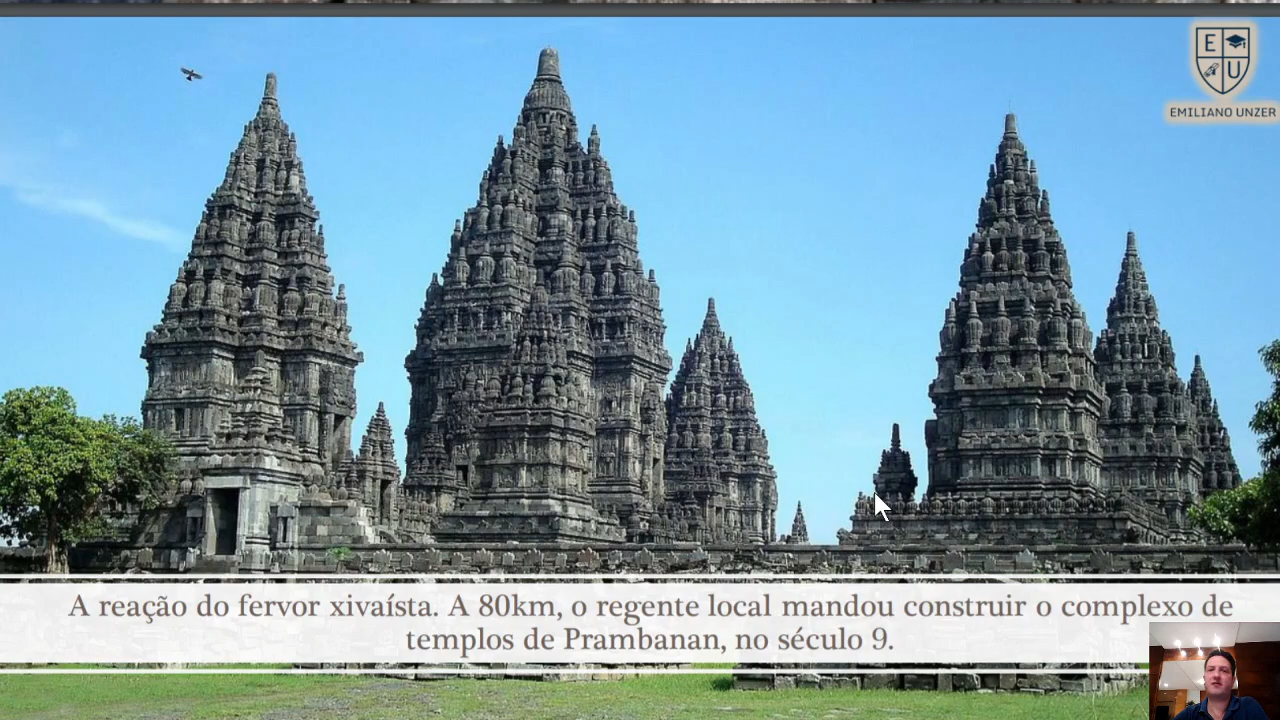 E
U
EMILIANO UNZER
A reação do fervor xivaísta. A 80km, o regente local mandou construir o complexo de
templos de Prambanan, no século 9.